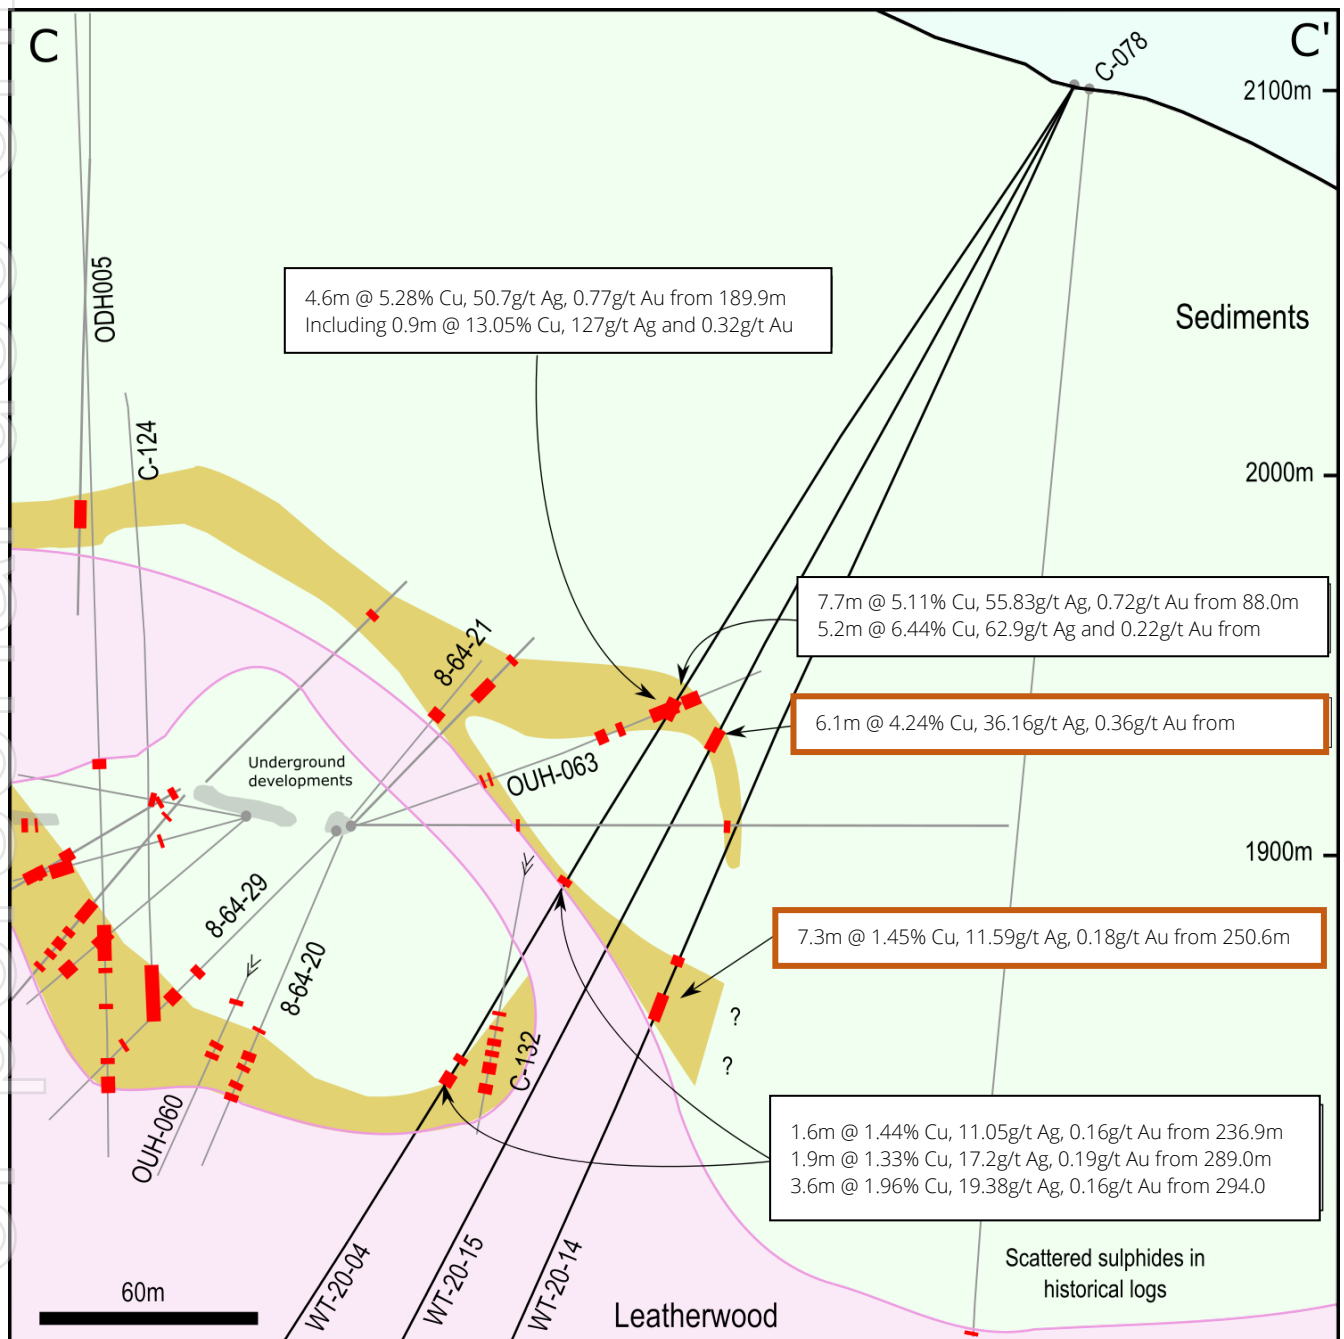 C
C'
C-078
2100m
ODH005
4.6m @ 5.28% Cu, 50.7g/t Ag, 0.77g/t Au from 189.9m
Including 0.9m @ 13.05% Cu, 127g/t Ag and 0.32g/t Au
Sediments
C-124
2000m
7.7m @ 5.11% Cu, 55.83g/t Ag, 0.72g/t Au from 88.0m
5.2m @ 6.44% Cu, 62.9g/t Ag and 0.22g/t Au from
8-64-21
6.1m @ 4.24% Cu, 36.16g/t Ag, 0.36g/t Au from
Underground
developments
OUH-063
1900m
8-64-29
7.3m @ 1.45% Cu, 11.59g/t Ag, 0.18g/t Au from 250.6m
8-64-20
?
?
C-132
OUH-060
1.6m @ 1.44% Cu, 11.05g/t Ag, 0.16g/t Au from 236.9m
1.9m @ 1.33% Cu, 17.2g/t Ag, 0.19g/t Au from 289.0m
3.6m @ 1.96% Cu, 19.38g/t Ag, 0.16g/t Au from 294.0
WT-20-04
WT-20-15
WT-20-14
Scattered sulphides in
historical logs
60m
Leatherwood